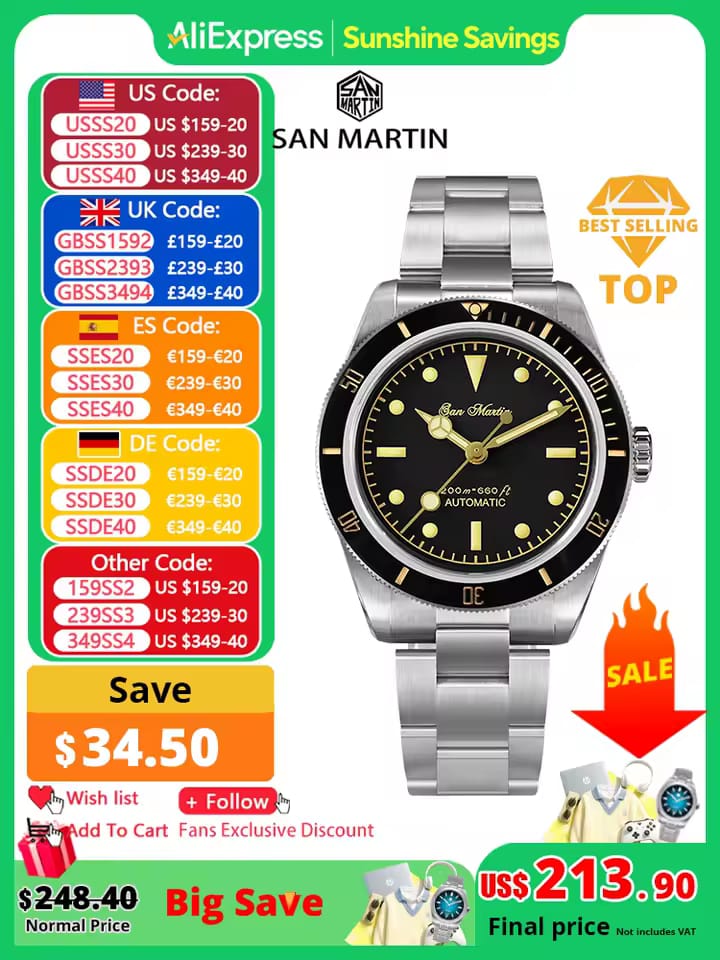 AliExpress Sunshine Savings
US Code:
USSS20 US $159-20
USSS30 US $239-30
USSS40 US $349-40
UK Code:
GBSS1592 £159-£20
GBSS2393 £239-£30
GBSS3494 £349-£40
ES Code:
SSES20 €159-€20
SSES30 €239-€30
SSES40 €349-€40
DE Code:
SSDE20 €159-€20
SSDE30 €239-€30
SSDE40 €349-€40
Other Code:
159SS2 US $159-20
239SS3 US $239-30
349SS4 US $349-40
Save
$34.50
Wish list
+ Follow
Add To Cart Fans Exclusive Discount
SAN
MARTIN
SAN MARTIN
BEST SELLING
TOP
10
20
30
40
50
San Martin
200m=660ft
AUTOMATIC
SALE
$248.40
Normal Price
Big Save
US$213.90
Final price Not includes VAT